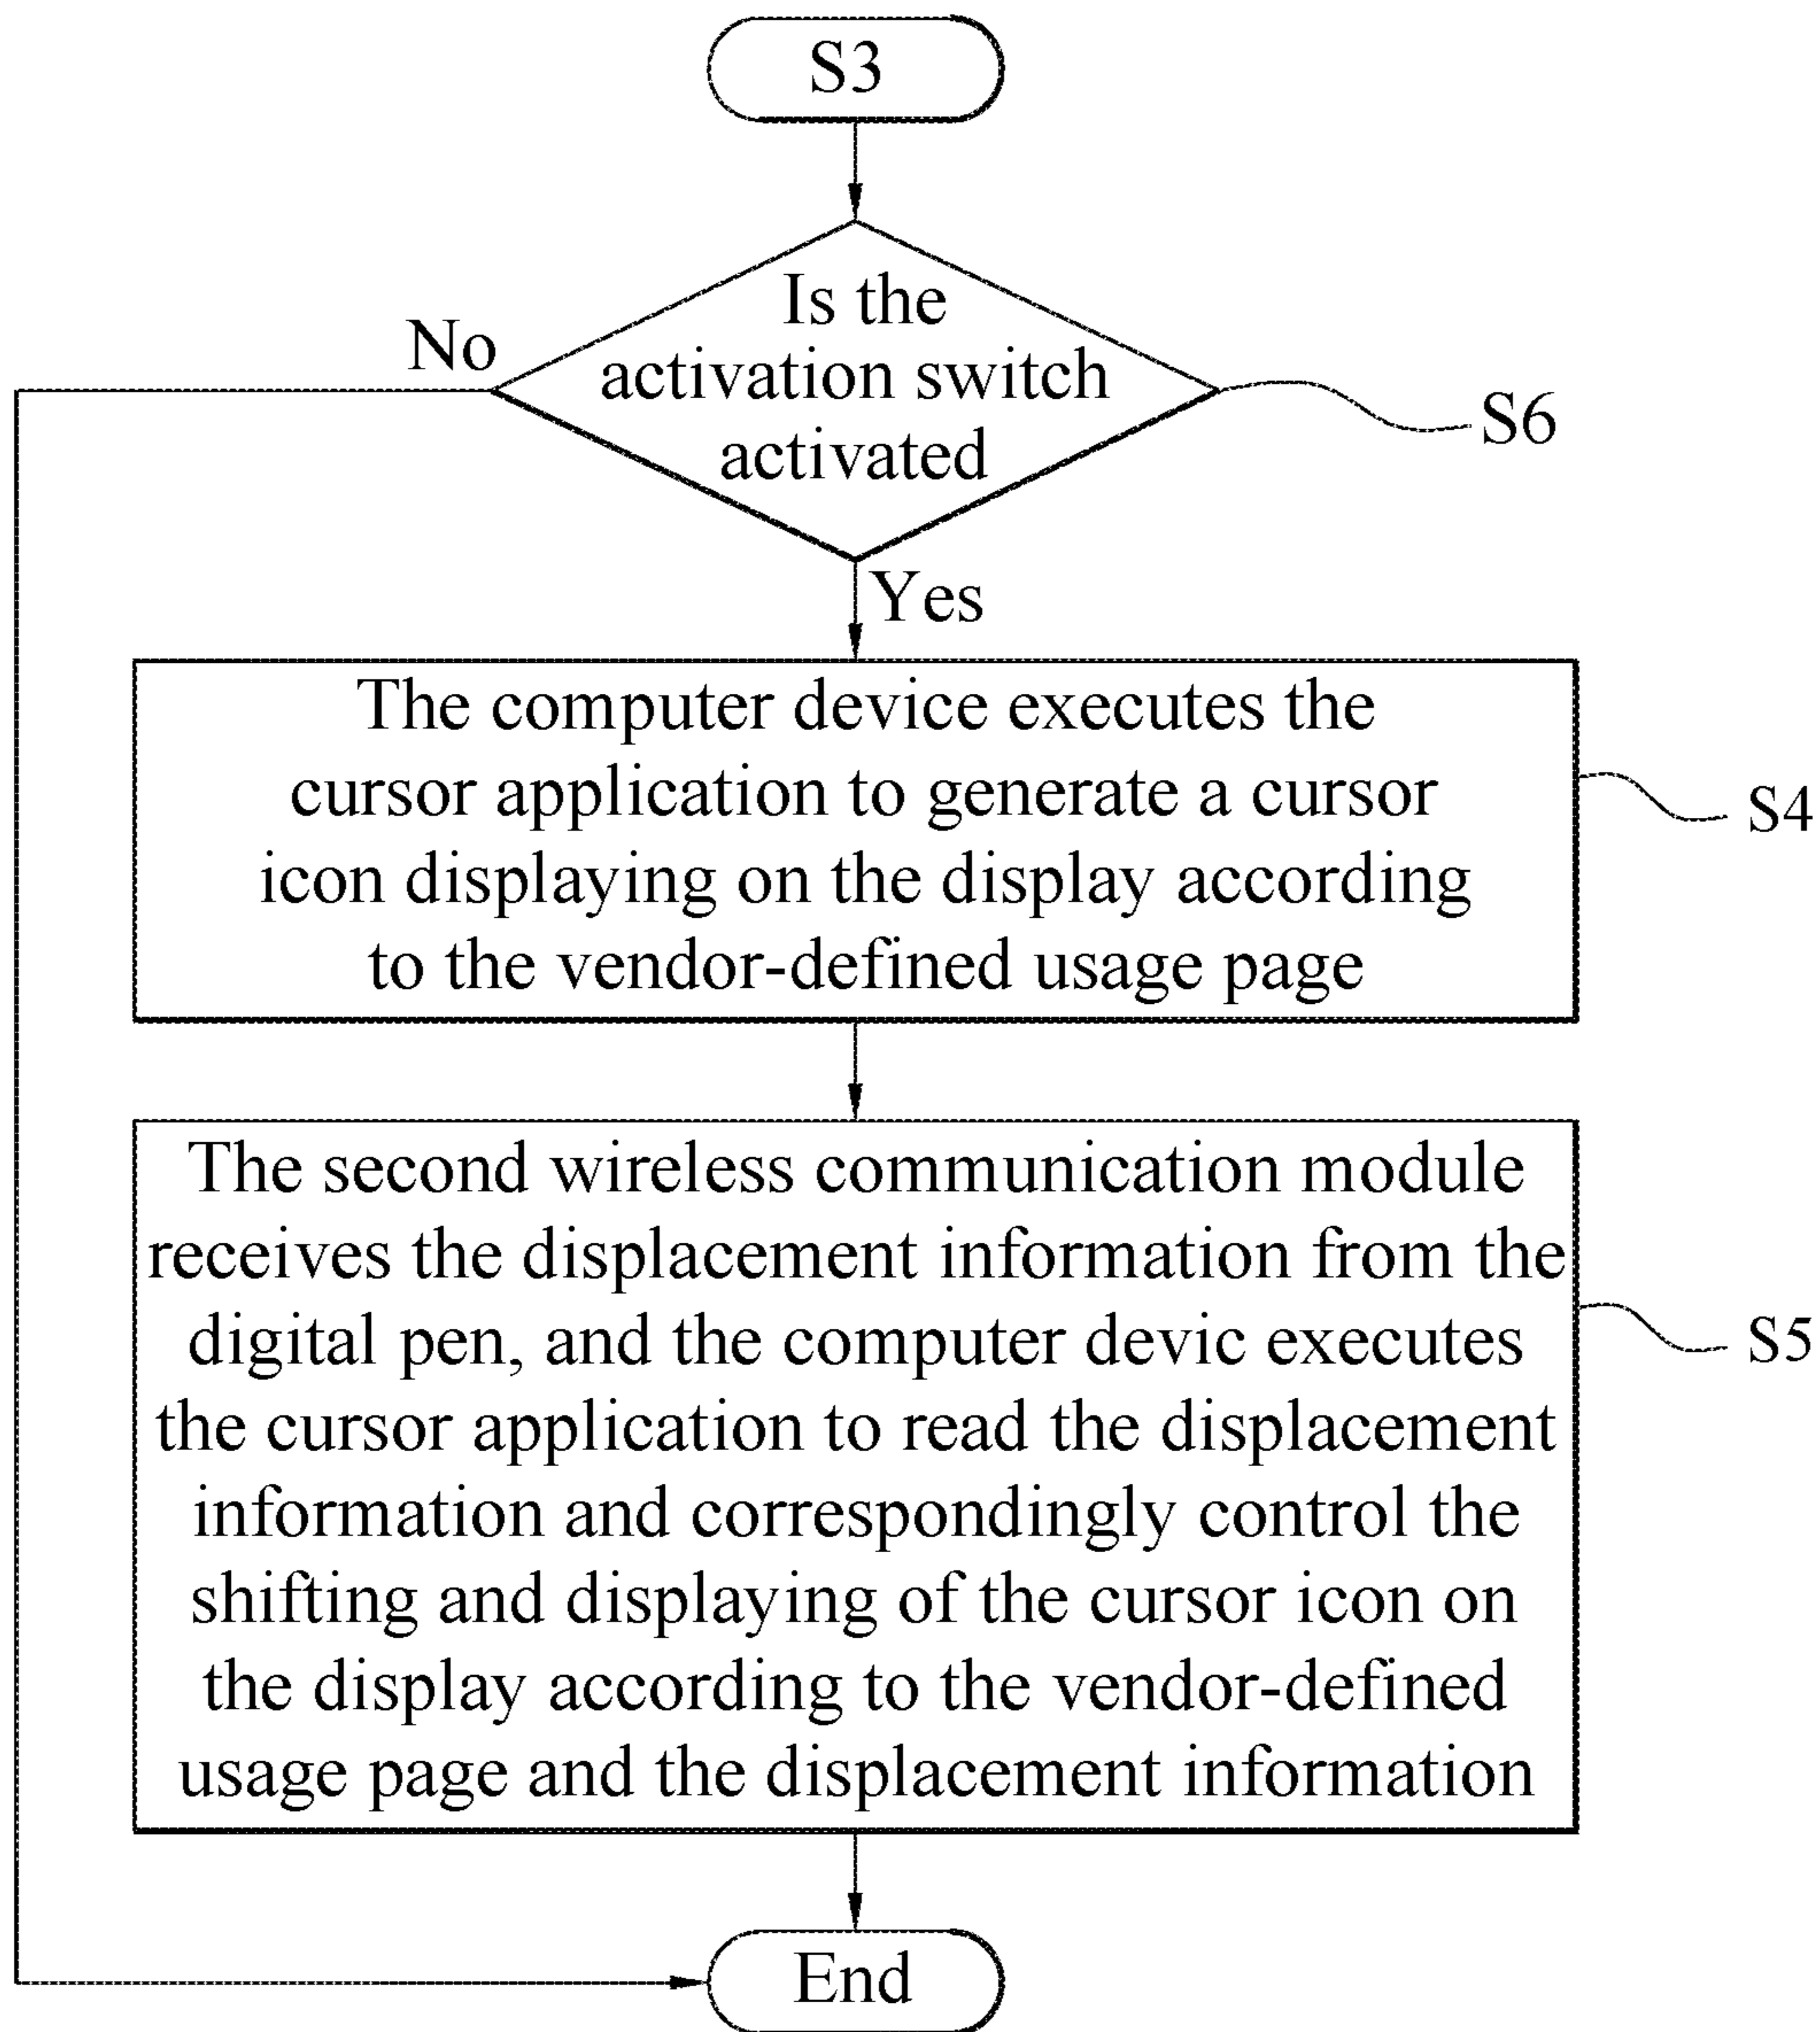 S3
Is the
activation switch
activated
No
S6
Yes
The computer device executes the
cursor application to generate a cursor
icon displaying on the display according
to the vendor-defined usage page
S4
The second wireless communication module
receives the displacement information from the
digital pen, and the computer devic executes
the cursor application to read the displacement
information and correspondingly control the
shifting and displaying of the cursor icon on
the display according to the vendor-defined
usage page and the displacement information
S5
End